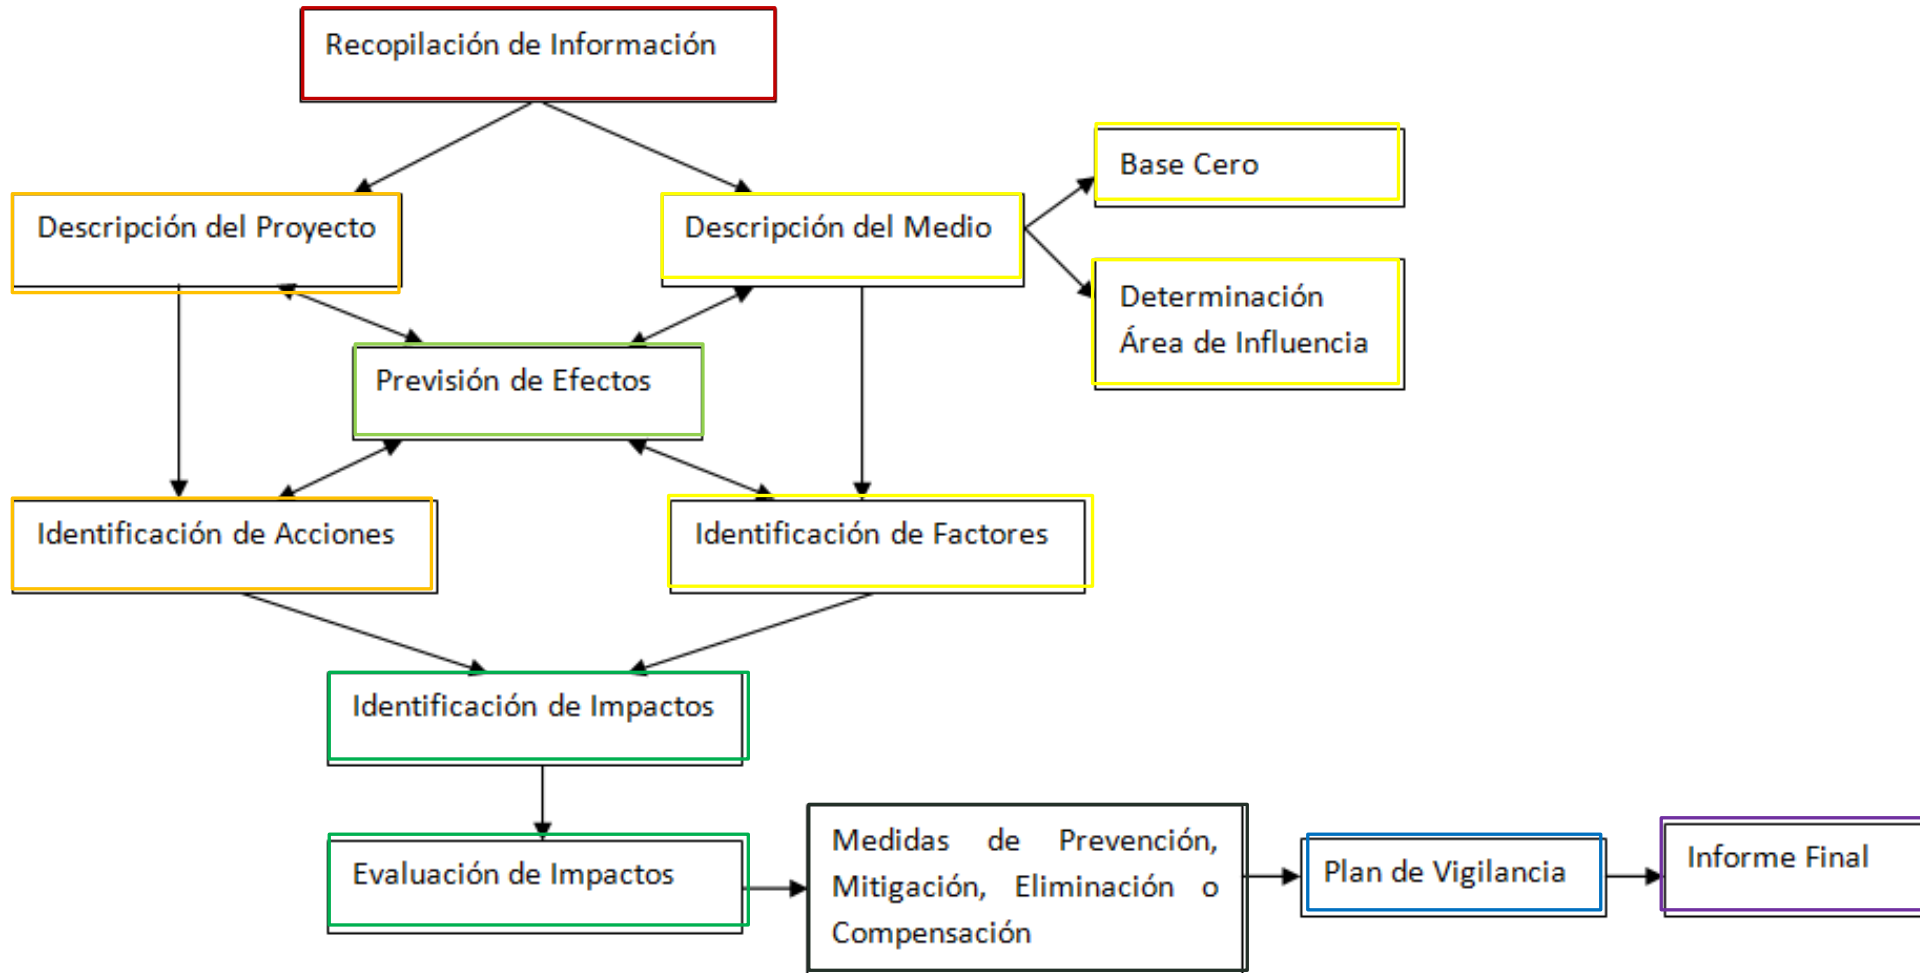 Recopilación de Información
Base Cero
Descripción del Proyecto
Descripción del Medio
Determinación
Área de Influencia
Previsión de Efectos
Identificación de Acciones
Identificación de Factores
Identificación de Impactos
Evaluación de Impactos
Medidas de Prevención,
Mitigación, Eliminación o
Compensación
Plan de Vigilancia
Informe Final